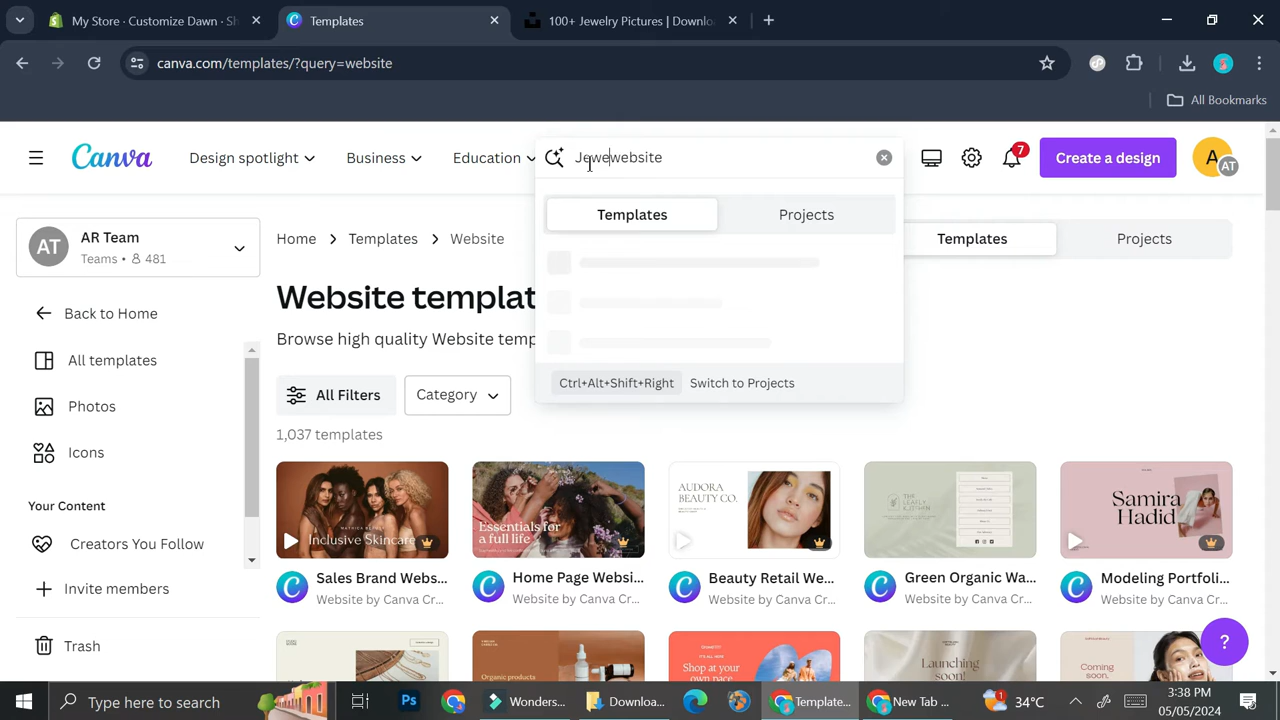 My Store - Customize Dawn · Sh
Templates
100+ Jewelry Pictures | Downlo
canva.com/templates/?query=website
All Bookmarks
Canva
Design spotlight
Business
Education
Jewewebsite
7
Create a design
A
AT
Templates
Projects
Ctrl+Alt+Shift+Right Switch to Projects
AT
AR Team
Teams • 481
Back to Home
All templates
Photos
Icons
Your Content
Creators You Follow
Invite members
Trash
Home > Templates > Website
Templates
Projects
Website templat
Browse high quality Website temp
All Filters
Category
1,037 templates
Inclusive Skincare
Essentials for
a full life
AUDORA
BEAUTY CO.
Samira
Hadid
Sales Brand Webs...
Website by Canva Cr...
Home Page Websi...
Website by Canva Cr...
Beauty Retail We...
Website by Canva Cr...
Green Organic Wa...
Website by Canva Cr...
Modeling Portfoli...
Website by Canva Cr...
Organic products
Shop at your
own pace
Launching
soon!
Coming
soon.
?
Type here to search
Ps
Wonders...
Downloa...
Template...
New Tab ...
1
34°C
3:38 PM
05/05/2024